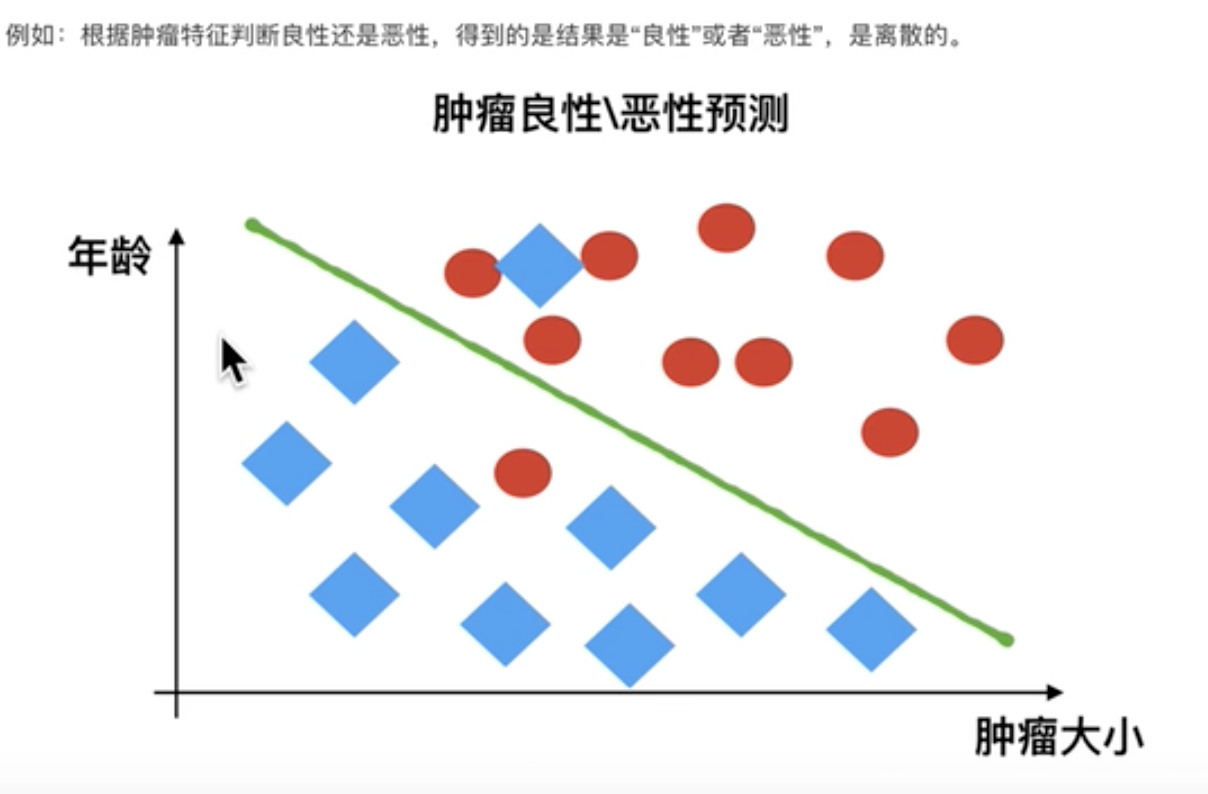 例如：根据肿瘤特征判断良性还是恶性，得到的是结果是“良性”或者“恶性”，是离散的。
肿瘤良性\恶性预测
年龄
肿瘤大小